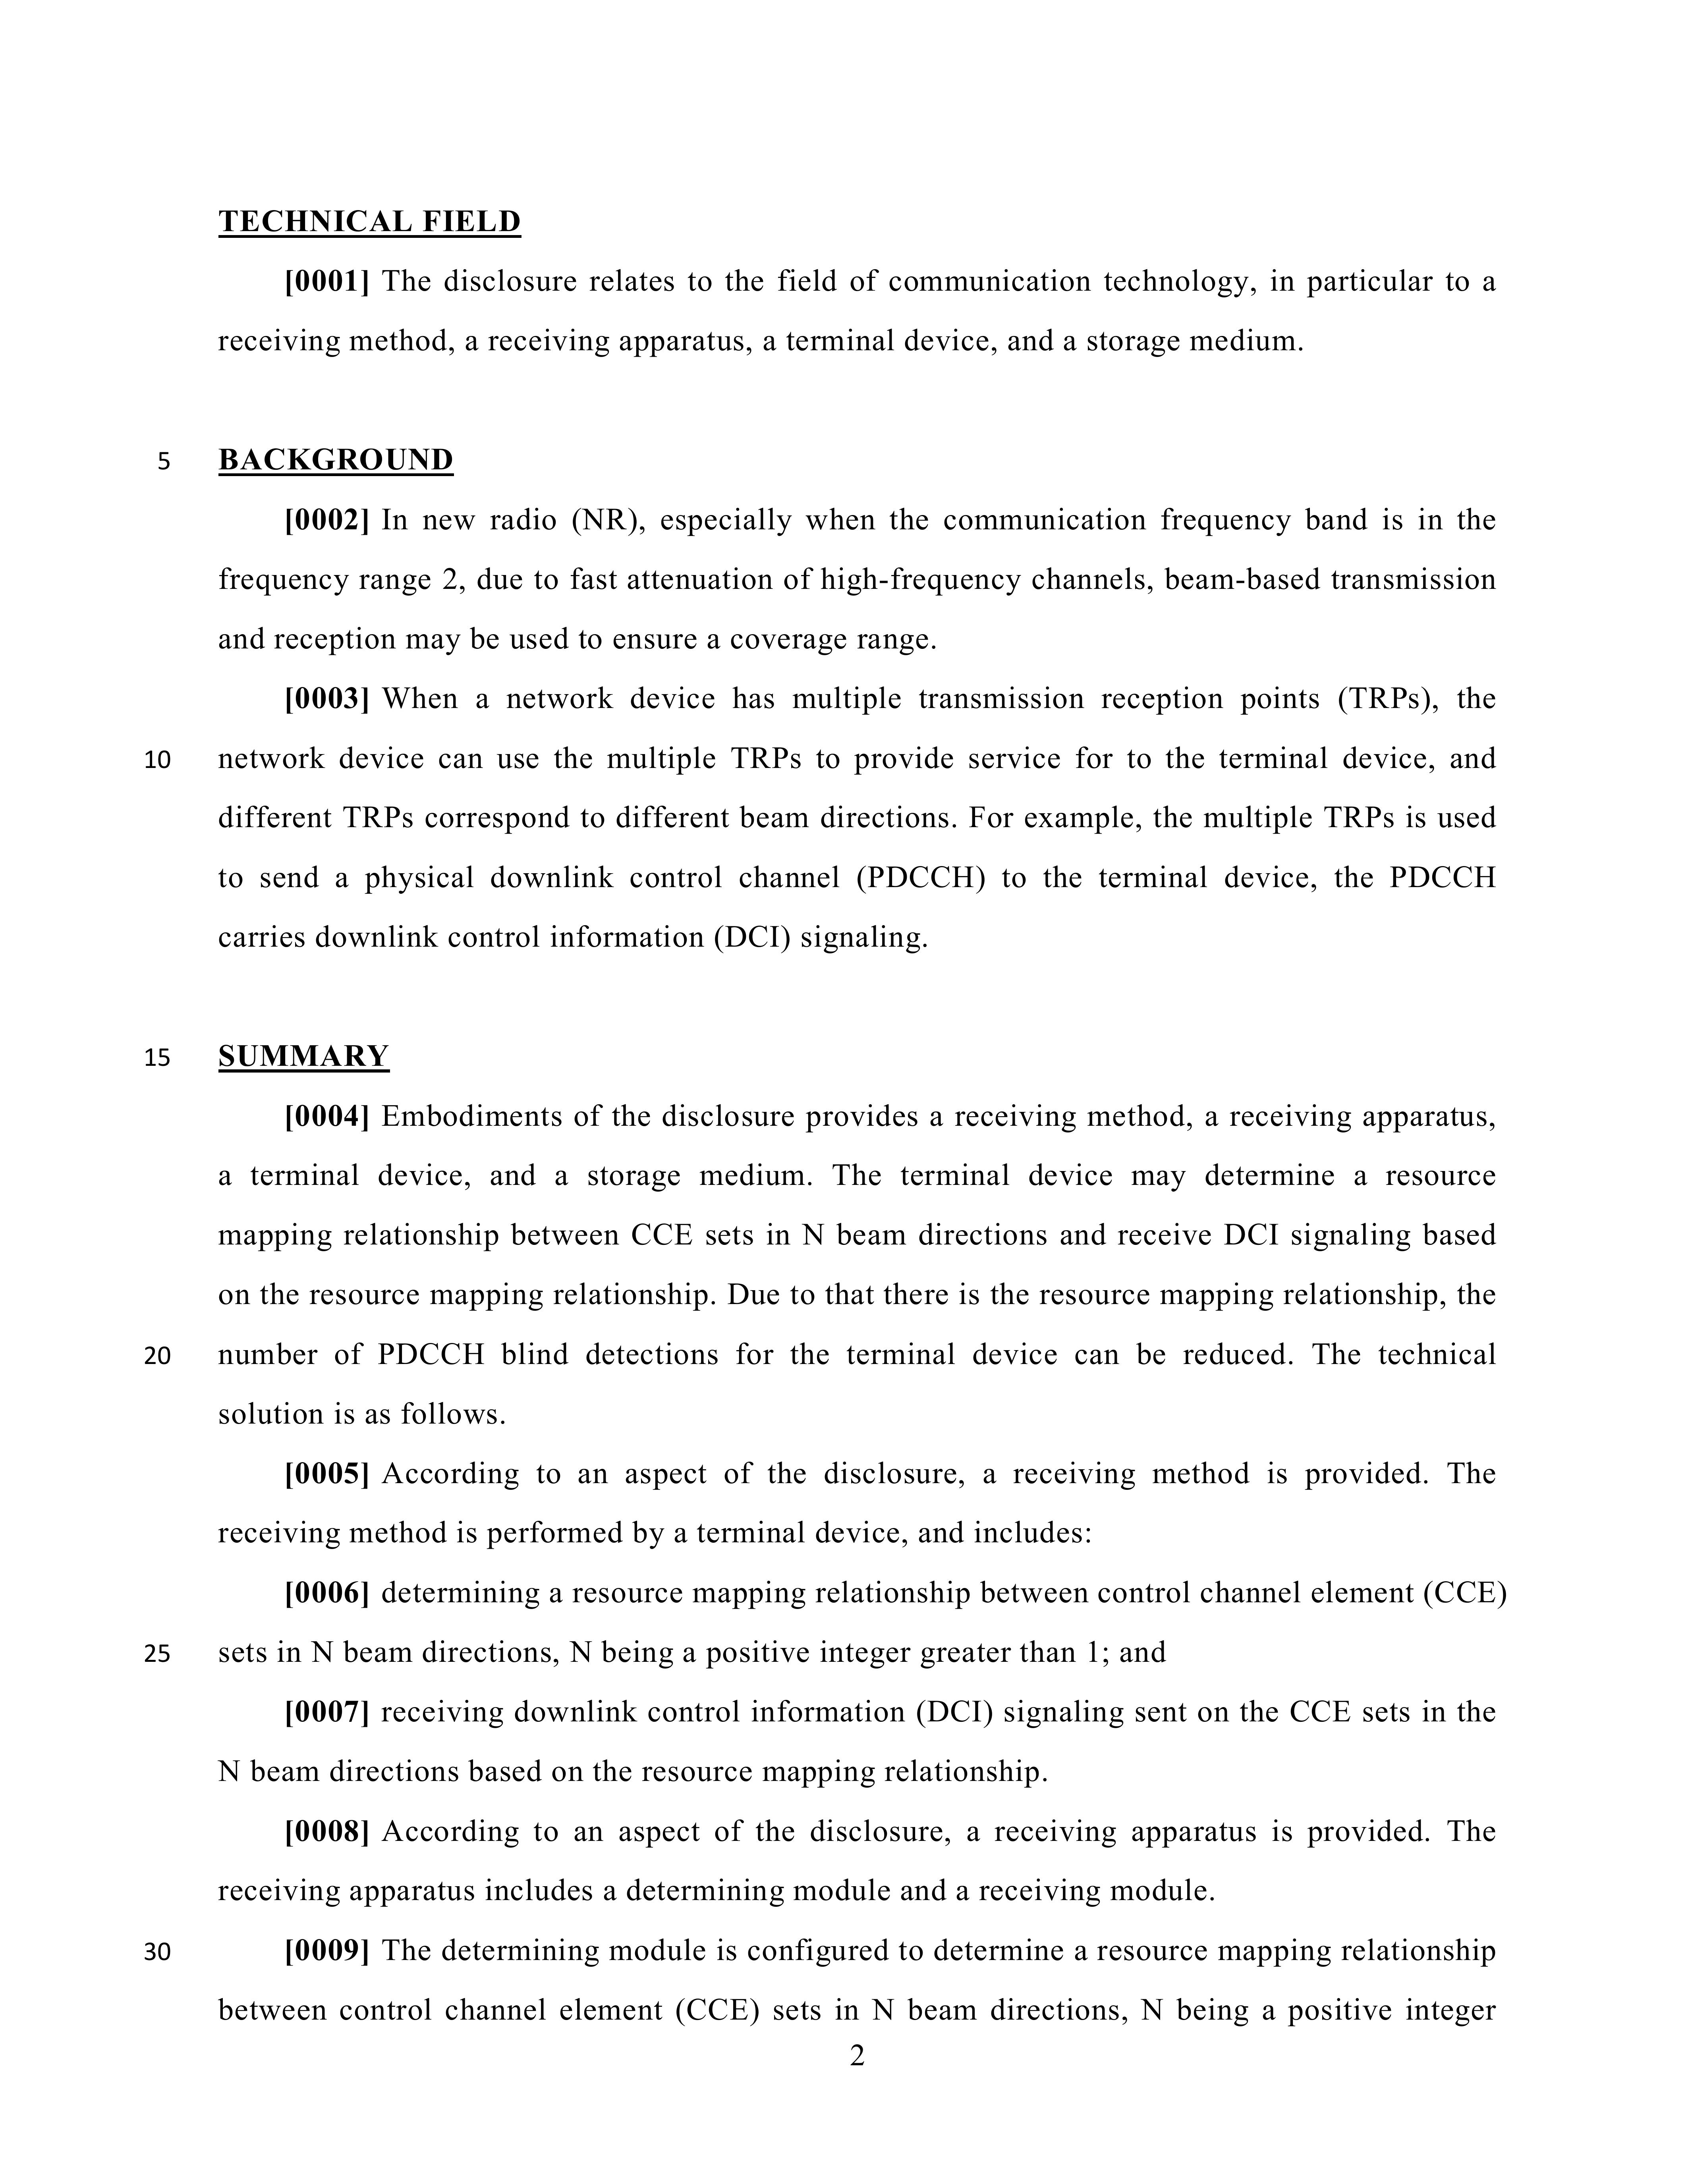 TECHNICAL FIELD
[0001] The disclosure relates to the field of communication technology, in particular to a
receiving method, a receiving apparatus, a terminal device, and a storage medium.
5 BACKGROUND
[0002] In new radio (NR), especially when the communication frequency band is in the
frequency range 2, due to fast attenuation of high-frequency channels, beam-based transmission
and reception may be used to ensure a coverage range.
[0003] When a network device has multiple transmission reception points (TRPs), the
10 network device can use the multiple TRPs to provide service for to the terminal device, and
different TRPs correspond to different beam directions. For example, the multiple TRPs is used
to send a physical downlink control channel (PDCCH) to the terminal device, the PDCCH
carries downlink control information (DCI) signaling.
15 SUMMARY
[0004] Embodiments of the disclosure provides a receiving method, a receiving apparatus,
a terminal device, and a storage medium. The terminal device may determine a resource
mapping relationship between CCE sets in N beam directions and receive DCI signaling based
on the resource mapping relationship. Due to that there is the resource mapping relationship, the
20 number of PDCCH blind detections for the terminal device can be reduced. The technical
solution is as follows.
[0005] According to an aspect of the disclosure, a receiving method is provided. The
receiving method is performed by a terminal device, and includes:
[0006] determining a resource mapping relationship between control channel element (CCE)
25 sets in N beam directions, N being a positive integer greater than 1; and
[0007] receiving downlink control information (DCI) signaling sent on the CCE sets in the
N beam directions based on the resource mapping relationship.
[0008] According to an aspect of the disclosure, a receiving apparatus is provided. The
receiving apparatus includes a determining module and a receiving module.
30 [0009] The determining module is configured to determine a resource mapping relationship
between control channel element (CCE) sets in N beam directions, N being a positive integer
2